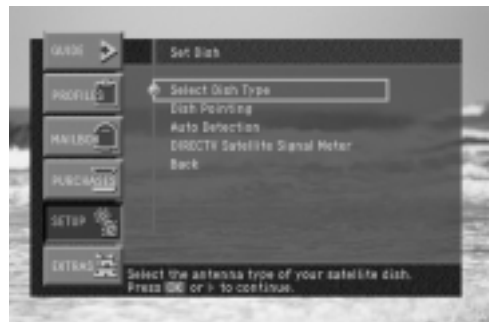 GUIDE
Set Dish
PROFILES
Select Dish Type
Dish Pointing
Auto Detection
DIRECTV Satellite Signal Meter
Back
MAILBOX
PURCHASES
SETUP
EXTRAS
Select the antenna type of your satellite dish.
Press OK or > to continue.